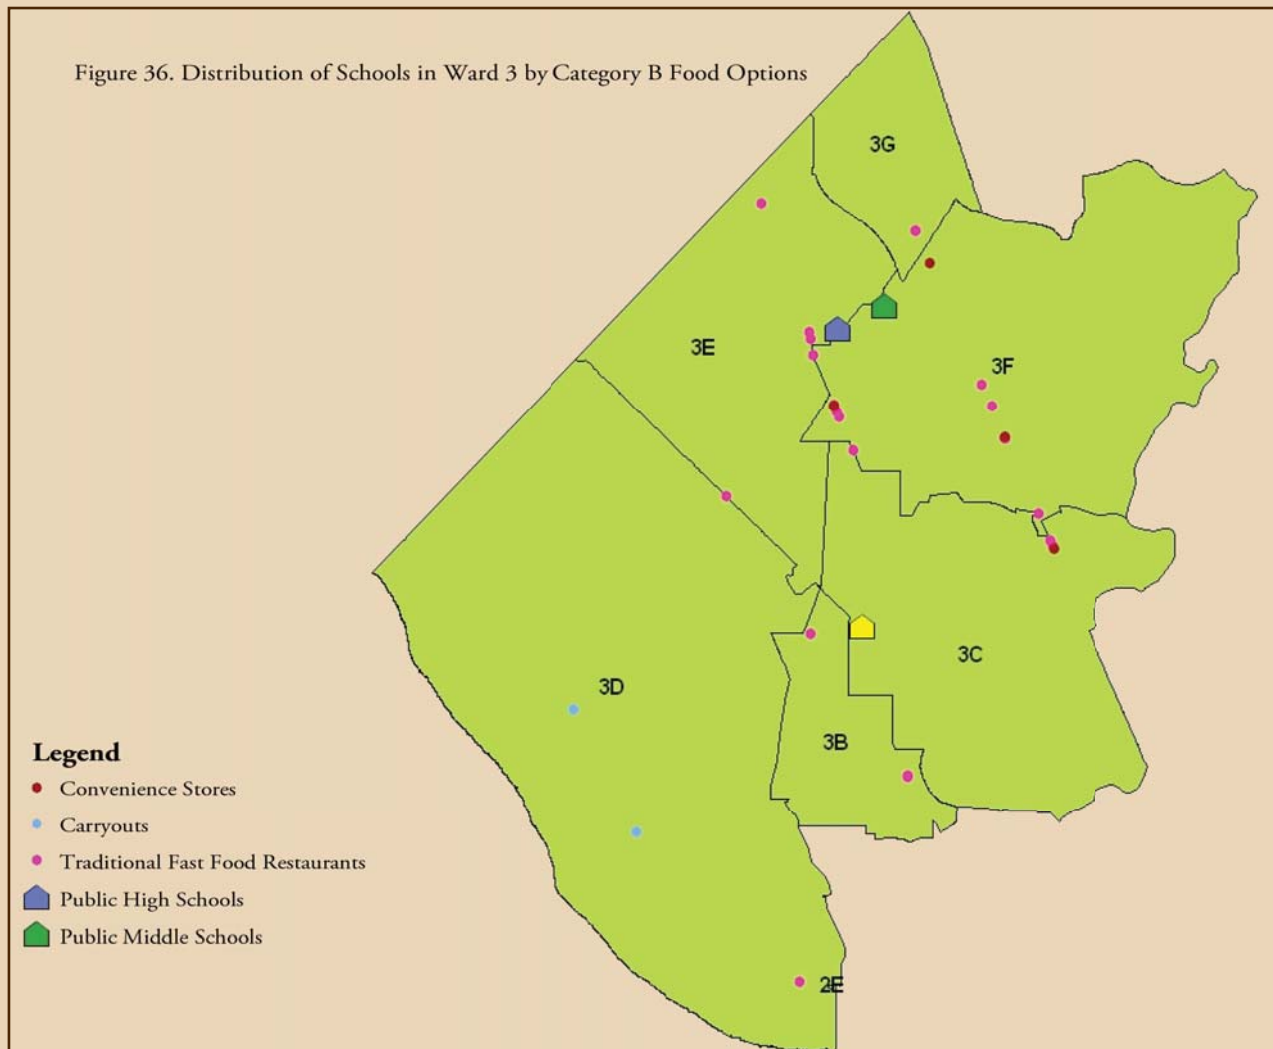 Figure 36. Distribution of Schools in Ward 3 by Category B Food Options
3G
3E
3F
3C
3D
3B
2E
Legend
Convenience Stores
Carryouts
Traditional Fast Food Restaurants
Public High Schools
Public Middle Schools